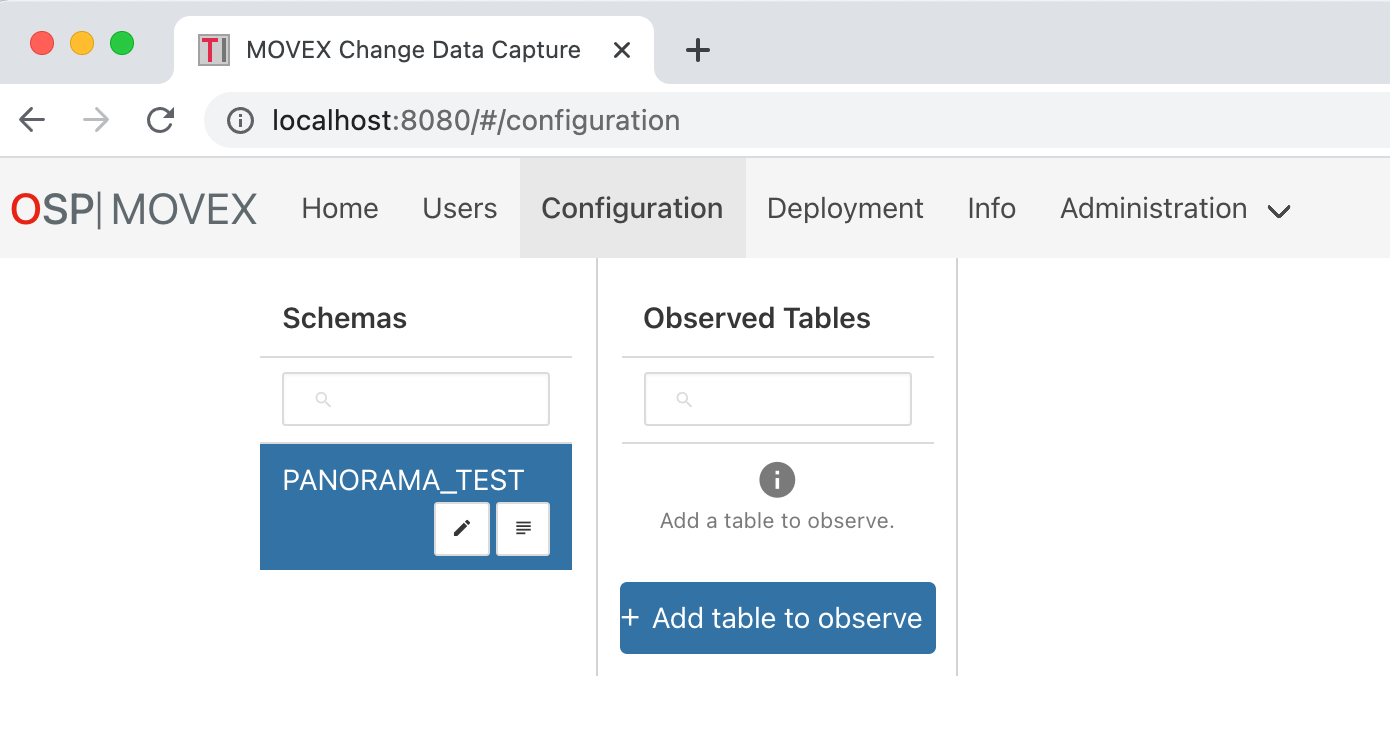 TI MOVEX Change Data Capture
localhost:8080/#/configuration
OSP|MOVEX Home Users Configuration Deployment Info Administration
Schemas
Observed Tables
PANORAMA_TEST
Add a table to observe.
+ Add table to observe